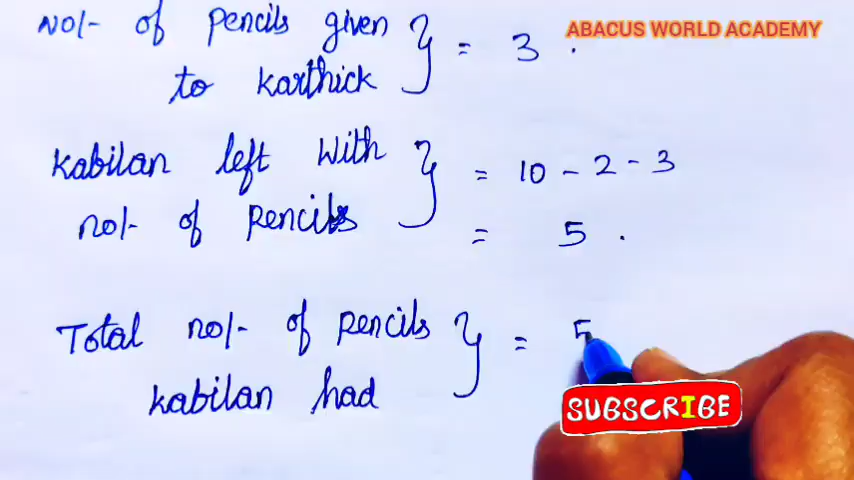 No/- of pencils given } = 3 .
to karthick
ABACUS WORLD ACADEMY
kabilan left with } = 10 - 2 - 3
no/- of pencils = 5 .
Total no/- of pencils } = 5
kabilan had
SUBSCRIBE